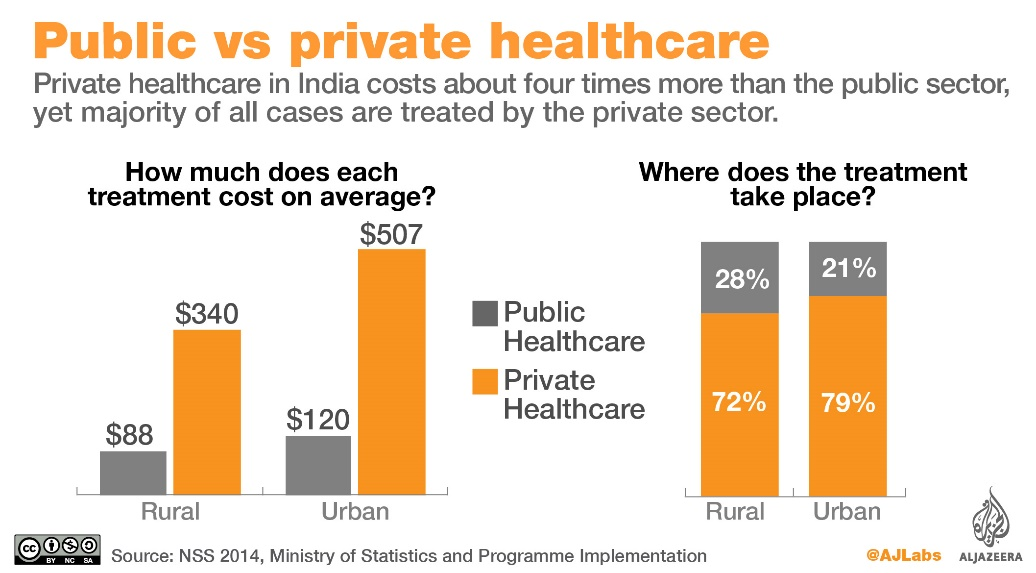 Public vs private healthcare
Private healthcare in India costs about four times more than the public sector,
yet majority of all cases are treated by the private sector.
How much does each
treatment cost on average?
$507
$340
$120
$88
Rural
Urban
Public
Healthcare
Private
Healthcare
Where does the treatment
take place?
28%
21%
72%
79%
Rural
Urban
cc
BY NC SA
Source: NSS 2014, Ministry of Statistics and Programme Implementation
@AJLabs
ALJAZEERA